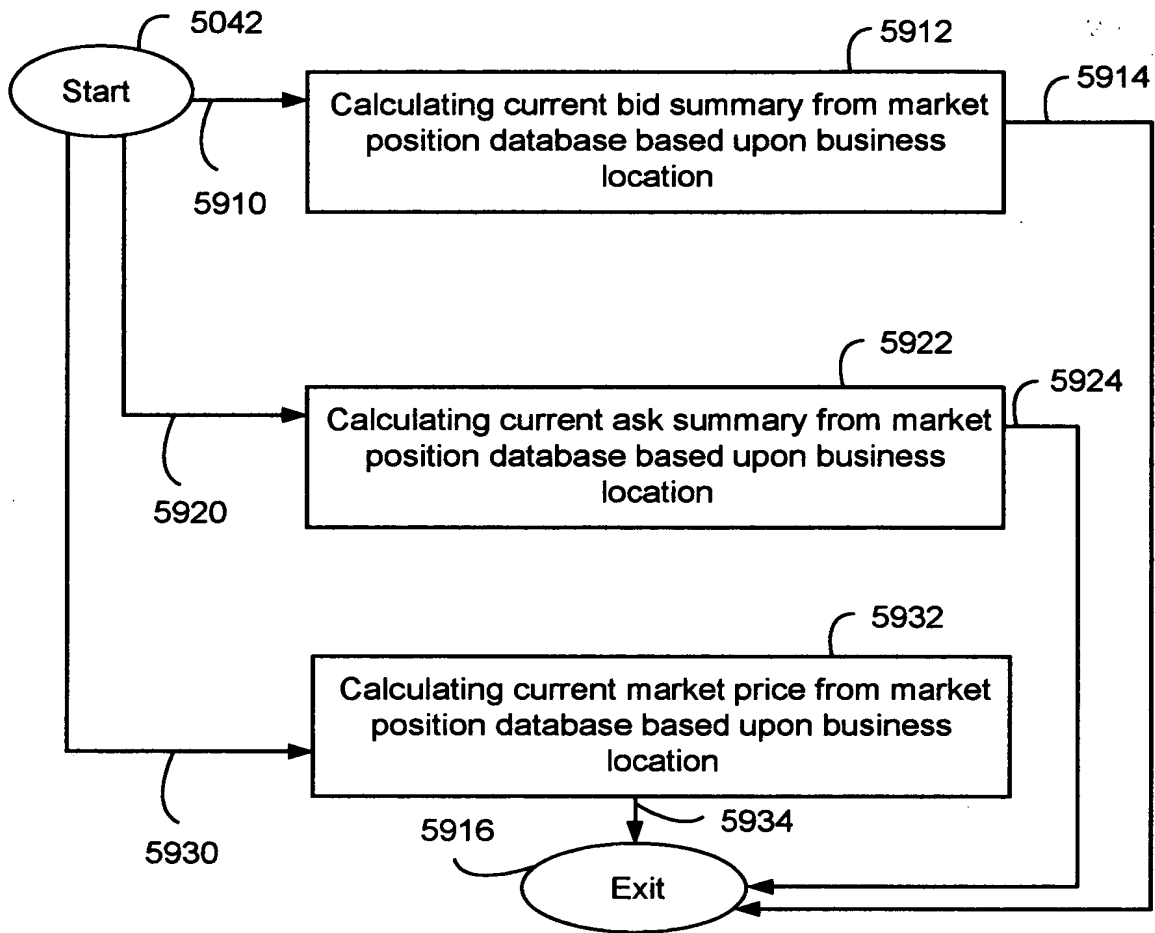 5042
Start
5912
5914
Calculating current bid summary from market
position database based upon business
location
5910
5922
5924
Calculating current ask summary from market
position database based upon business
location
5920
5932
Calculating current market price from market
position database based upon business
location
5930
5934
5916
Exit